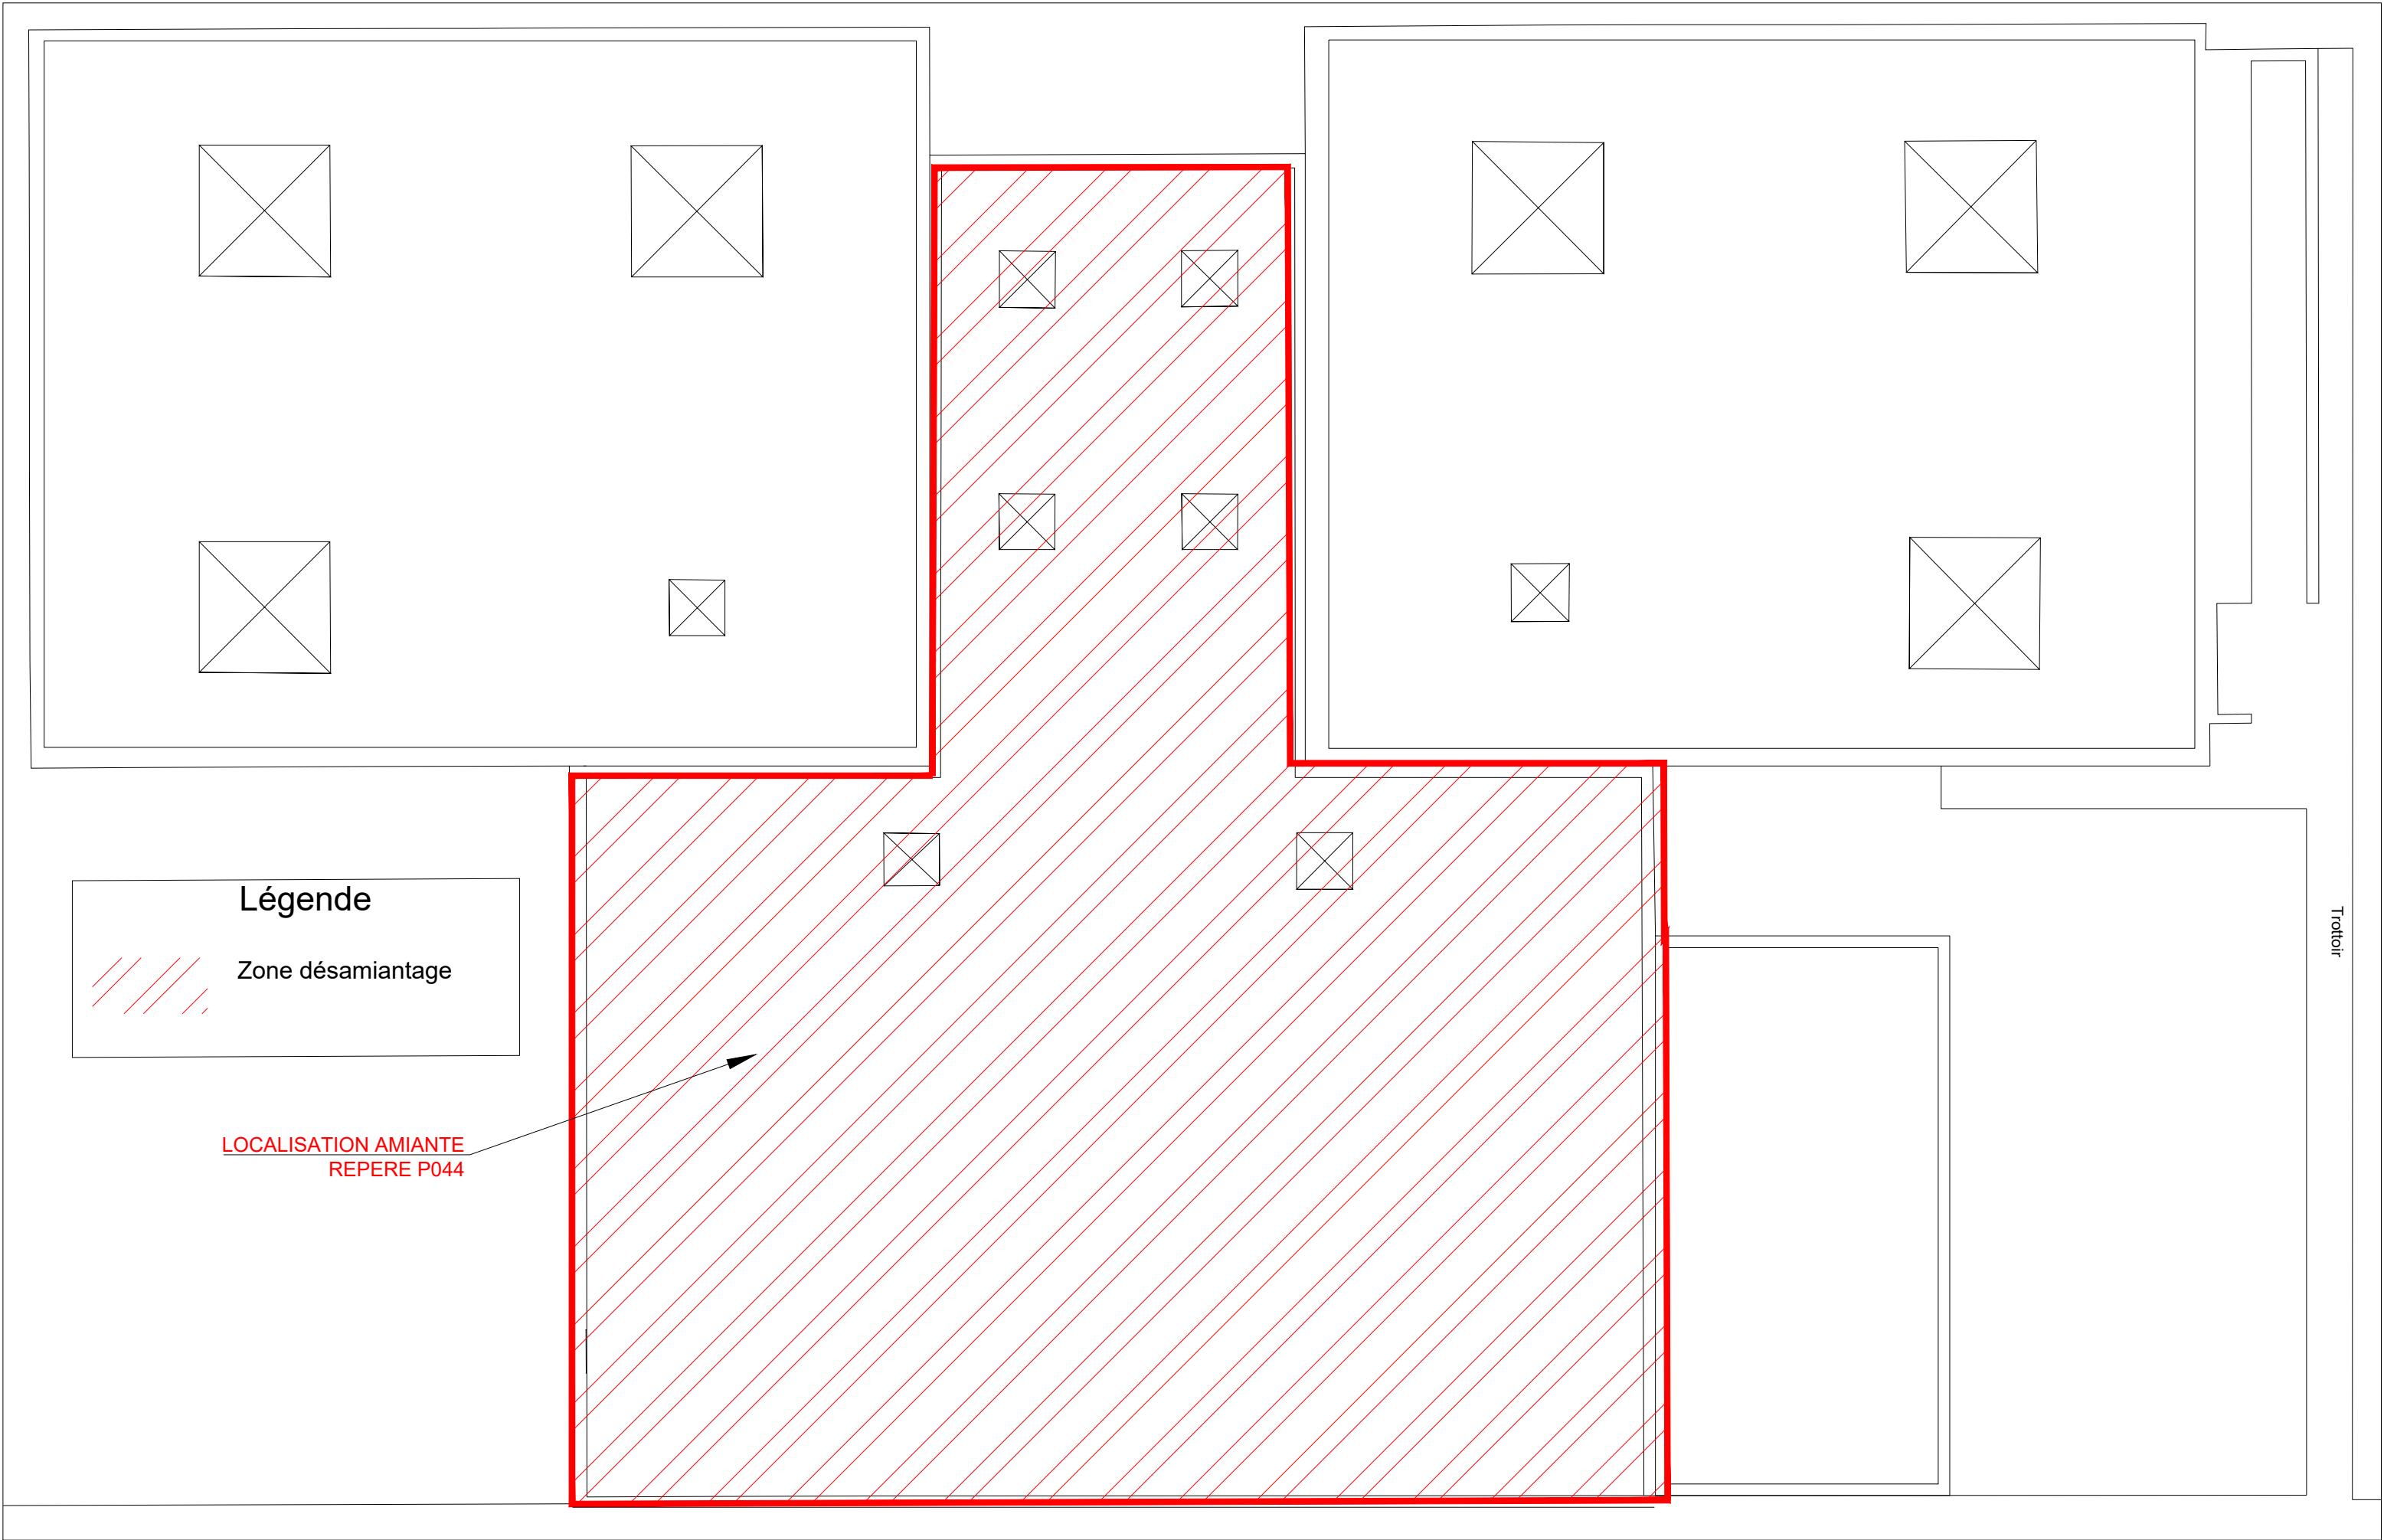 Légende
Zone désamiantage
Trottoir
LOCALISATION AMIANTE
REPERE P044